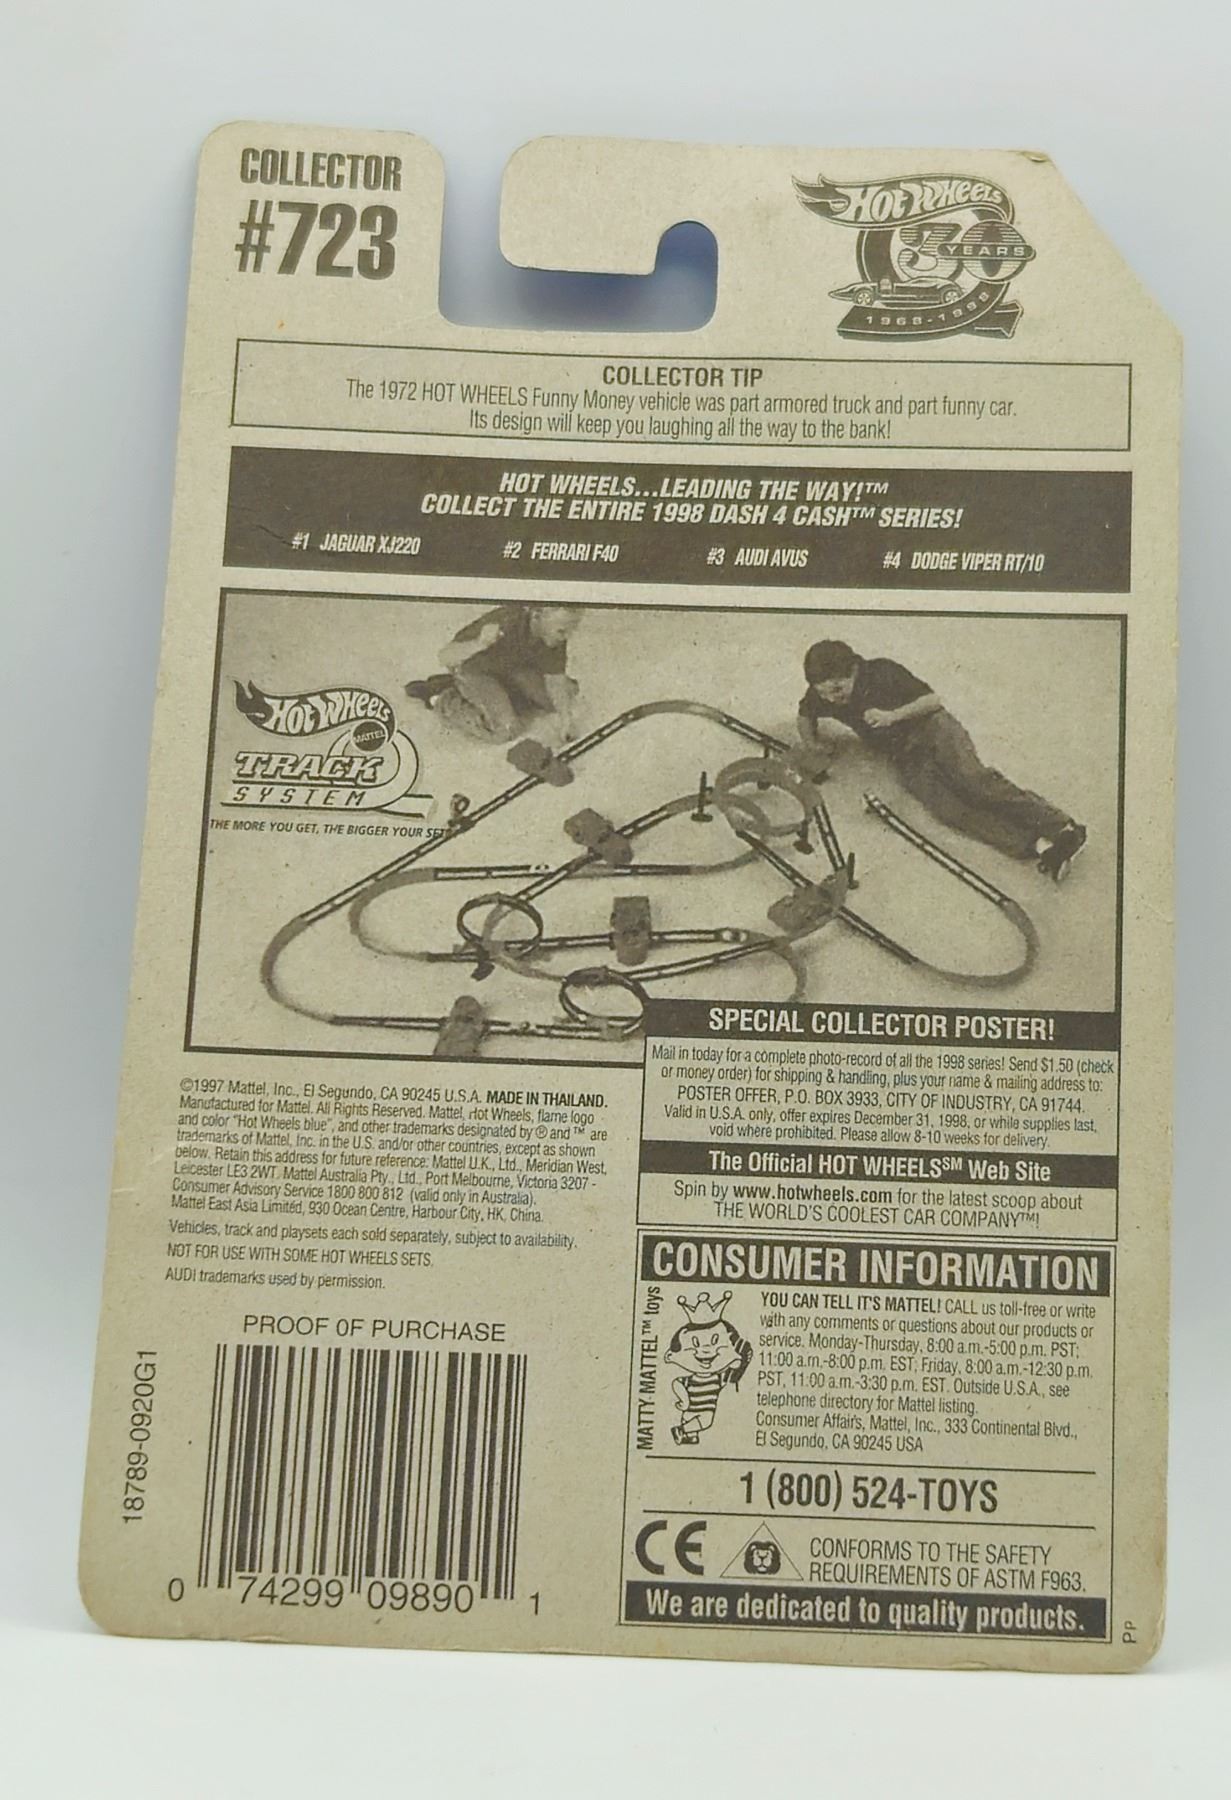 COLLECTOR
#723
HOT WHEELS
30
YEARS
1968-1998
COLLECTOR TIP
The 1972 HOT WHEELS Funny Money vehicle was part armored truck and part funny car.
Its design will keep you laughing all the way to the bank!
HOT WHEELS...LEADING THE WAY!™
COLLECT THE ENTIRE 1998 DASH 4 CASH™ SERIES!
#1 JAGUAR XJ220 #2 FERRARI F40 #3 AUDI AVUS #4 DODGE VIPER RT/10
HOT WHEELS
MATTEL
TRACK
SYSTEM
THE MORE YOU GET, THE BIGGER YOUR SET
SPECIAL COLLECTOR POSTER!
Mail in today for a complete photo-record of all the 1998 series! Send $1.50 (check
or money order) for shipping & handling, plus your name & mailing address to:
POSTER OFFER, P.O. BOX 3933, CITY OF INDUSTRY, CA 91744.
Valid in U.S.A. only, offer expires December 31, 1998, or while supplies last,
void where prohibited. Please allow 8-10 weeks for delivery.
The Official HOT WHEELS℠ Web Site
Spin by www.hotwheels.com for the latest scoop about
THE WORLD'S COOLEST CAR COMPANY™!
©1997 Mattel, Inc., El Segundo, CA 90245 U.S.A. MADE IN THAILAND.
Manufactured for Mattel. All Rights Reserved. Mattel, Hot Wheels, flame logo
and color "Hot Wheels blue", and other trademarks designated by ® and ™ are
trademarks of Mattel, Inc. in the U.S. and/or other countries, except as shown
below. Retain this address for future reference: Mattel U.K., Ltd., Meridian West,
Leicester LE3 2WT. Mattel Australia Pty., Ltd., Port Melbourne, Victoria 3207 -
Consumer Advisory Service 1800 800 812 (valid only in Australia).
Mattel East Asia Limited, 930 Ocean Centre, Harbour City, HK, China.
Vehicles, track and playsets each sold separately, subject to availability.
NOT FOR USE WITH SOME HOT WHEELS SETS.
AUDI trademarks used by permission.
PROOF OF PURCHASE
18789-0920G1
0 74299 09890 1
CONSUMER INFORMATION
MATTY MATTEL™ toys
YOU CAN TELL IT'S MATTEL! CALL us toll-free or write
with any comments or questions about our products or
service. Monday-Thursday, 8:00 a.m.-5:00 p.m. PST;
11:00 a.m.-8:00 p.m. EST; Friday, 8:00 a.m.-12:30 p.m.
PST, 11:00 a.m.-3:30 p.m. EST. Outside U.S.A., see
telephone directory for Mattel listing.
Consumer Affairs, Mattel, Inc., 333 Continental Blvd.,
El Segundo, CA 90245 USA
1 (800) 524-TOYS
CE
CONFORMS TO THE SAFETY
REQUIREMENTS OF ASTM F963.
We are dedicated to quality products.
PP